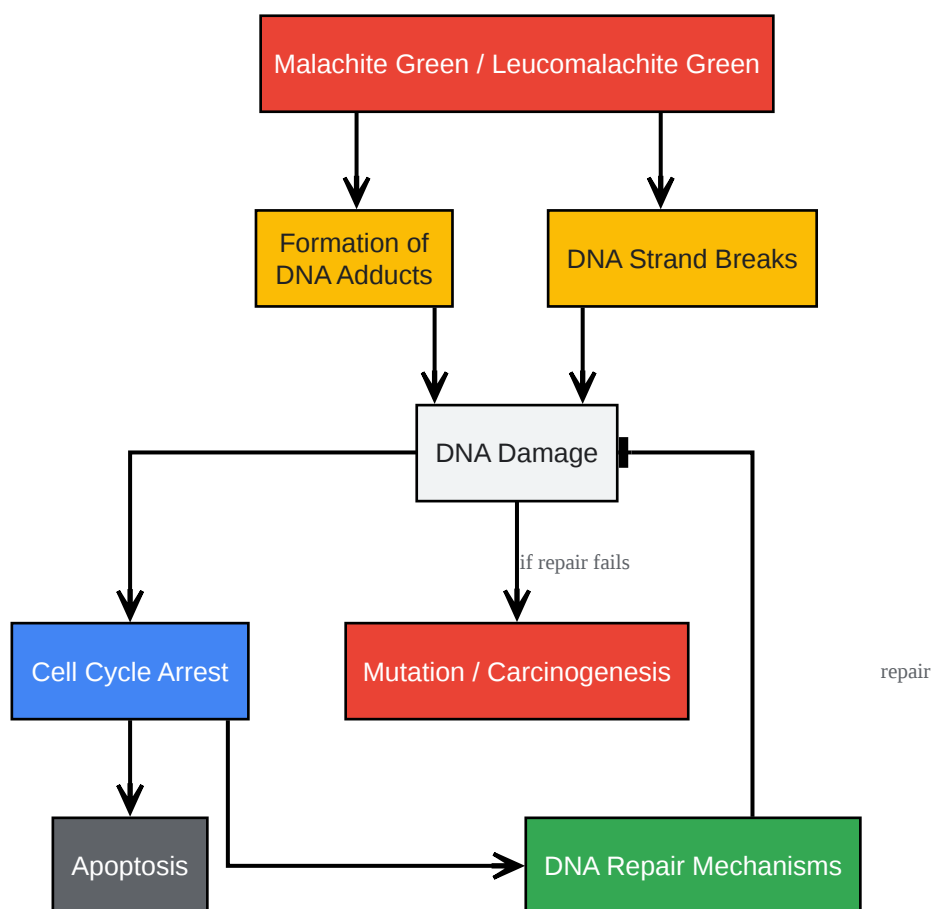 Malachite Green / Leucomalachite Green
Formation of
DNA Adducts
DNA Strand Breaks
DNA Damage
if repair fails
Cell Cycle Arrest
Mutation / Carcinogenesis
repair
Apoptosis
DNA Repair Mechanisms